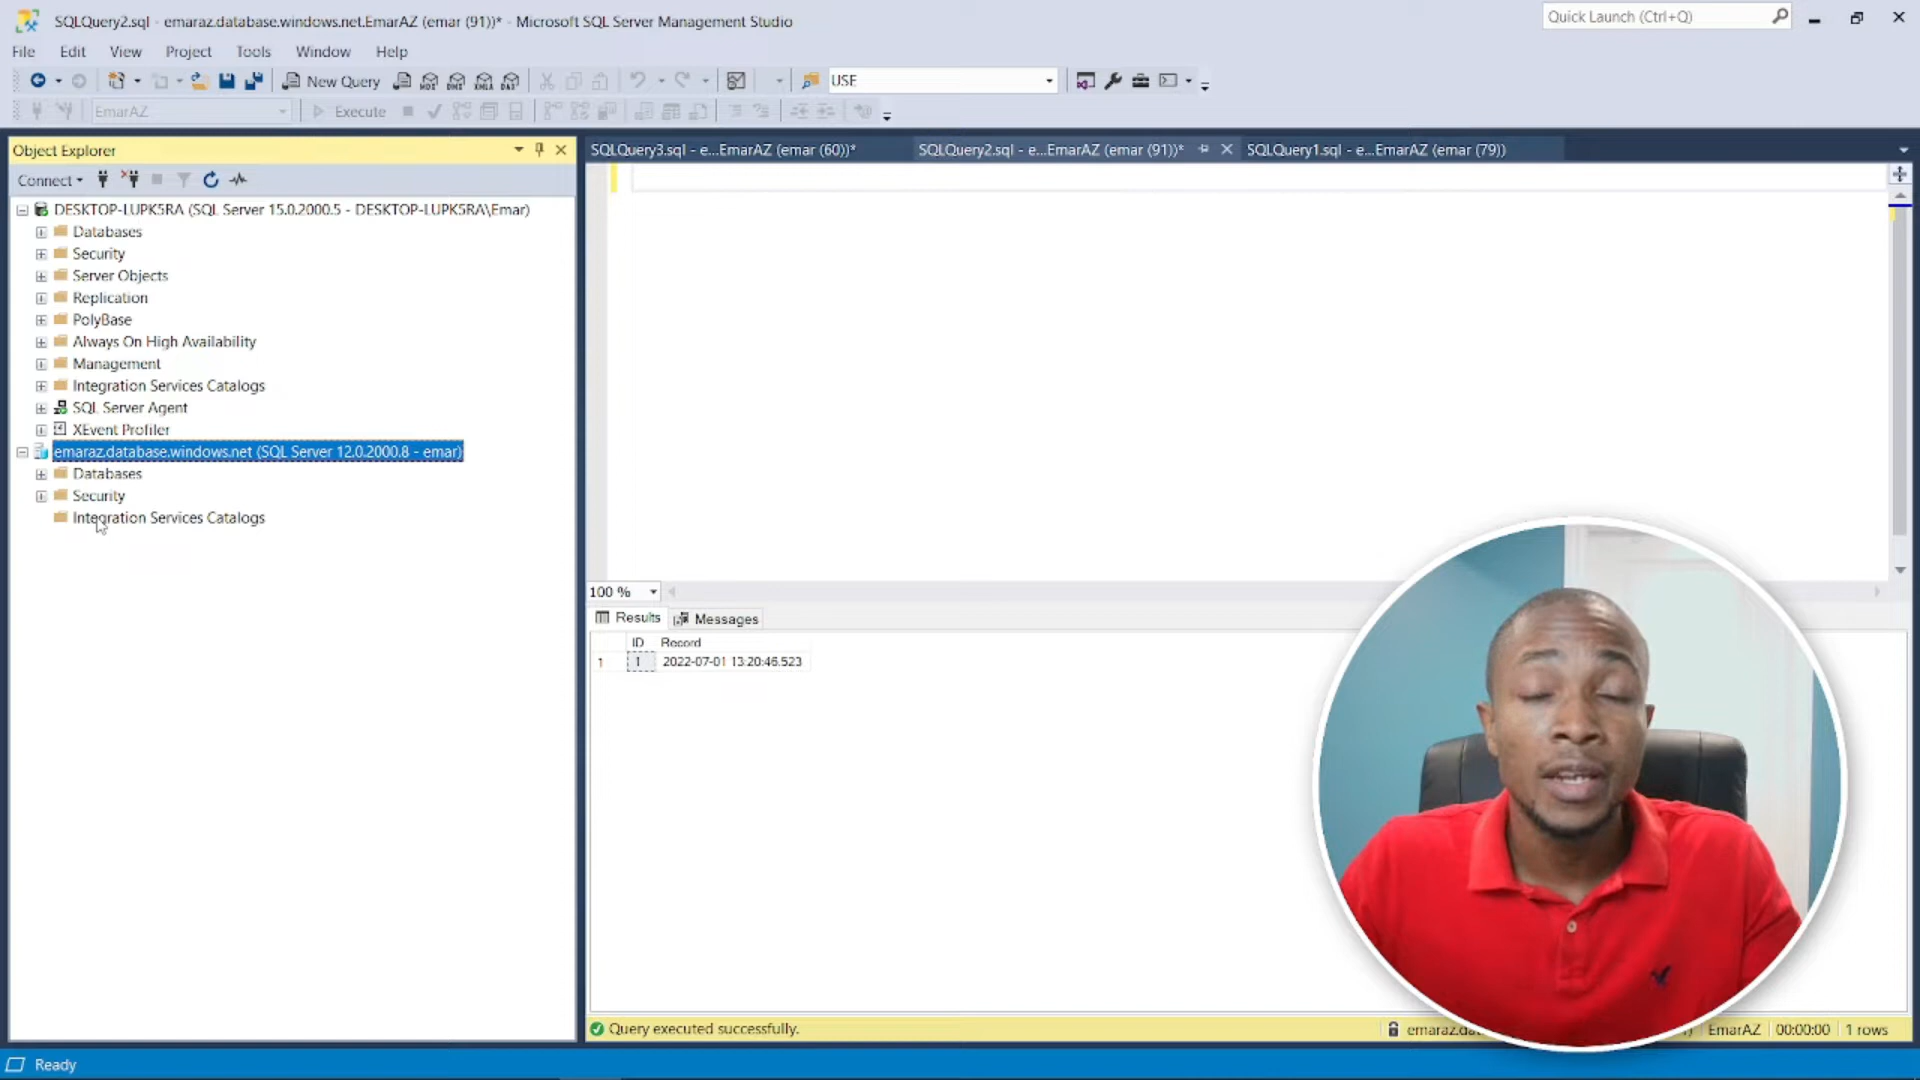 SQLQuery2.sql - emaraz.database.windows.net.EmarAZ (emar (91))* - Microsoft SQL Server Management Studio
Quick Launch (Ctrl+Q)
File Edit View Project Tools Window Help
New Query
USE
EmarAZ
Execute
Object Explorer
SQLQuery3.sql - e...EmarAZ (emar (60))*
SQLQuery2.sql - e...EmarAZ (emar (91))*
SQLQuery1.sql - e...EmarAZ (emar (79))
Connect
DESKTOP-LUPK5RA (SQL Server 15.0.2000.5 - DESKTOP-LUPK5RA\Emar)
Databases
Security
Server Objects
Replication
PolyBase
Always On High Availability
Management
Integration Services Catalogs
SQL Server Agent
XEvent Profiler
emaraz.database.windows.net (SQL Server 12.0.2000.8 - emar)
Databases
Security
Integration Services Catalogs
100 %
Results Messages
ID Record
1 1 2022-07-01 13:20:46.523
Query executed successfully.
EmarAZ 00:00:00 1 rows
Ready